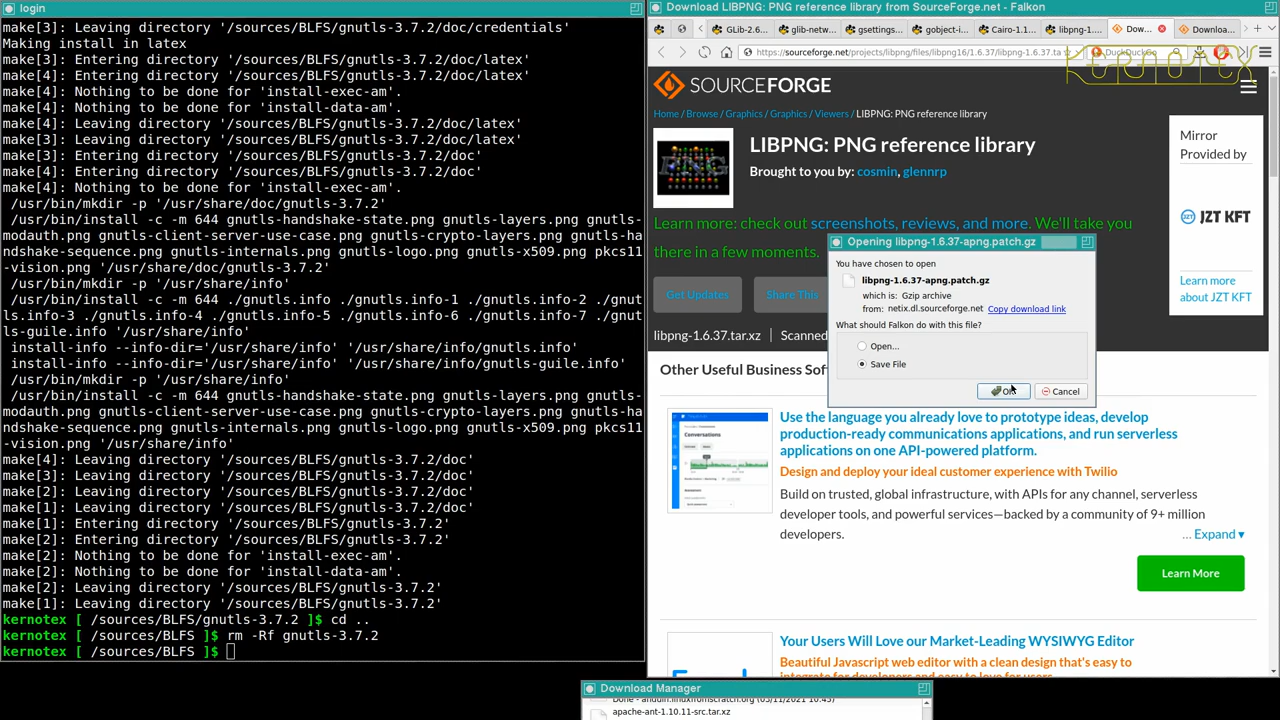 login
make[3]: Leaving directory '/sources/BLFS/gnutls-3.7.2/doc/credentials'
Making install in latex
make[3]: Entering directory '/sources/BLFS/gnutls-3.7.2/doc/latex'
make[4]: Entering directory '/sources/BLFS/gnutls-3.7.2/doc/latex'
make[4]: Nothing to be done for 'install-exec-am'.
make[4]: Nothing to be done for 'install-data-am'.
make[4]: Leaving directory '/sources/BLFS/gnutls-3.7.2/doc/latex'
make[3]: Leaving directory '/sources/BLFS/gnutls-3.7.2/doc/latex'
make[3]: Entering directory '/sources/BLFS/gnutls-3.7.2/doc'
make[4]: Entering directory '/sources/BLFS/gnutls-3.7.2/doc'
make[4]: Nothing to be done for 'install-exec-am'.
/usr/bin/mkdir -p '/usr/share/doc/gnutls-3.7.2'
/usr/bin/install -c -m 644 gnutls-handshake-state.png gnutls-layers.png gnutls-
modauth.png gnutls-client-server-use-case.png gnutls-crypto-layers.png gnutls-ha
ndshake-sequence.png gnutls-internals.png gnutls-logo.png gnutls-x509.png pkcs11
-vision.png '/usr/share/doc/gnutls-3.7.2'
/usr/bin/mkdir -p '/usr/share/info'
/usr/bin/install -c -m 644 ./gnutls.info ./gnutls.info-1 ./gnutls.info-2 ./gnut
ls.info-3 ./gnutls.info-4 ./gnutls.info-5 ./gnutls.info-6 ./gnutls.info-7 ./gnut
ls-guile.info '/usr/share/info'
install-info --info-dir='/usr/share/info' '/usr/share/info/gnutls.info'
install-info --info-dir='/usr/share/info' '/usr/share/info/gnutls-guile.info'
/usr/bin/mkdir -p '/usr/share/info'
/usr/bin/install -c -m 644 gnutls-handshake-state.png gnutls-layers.png gnutls-
modauth.png gnutls-client-server-use-case.png gnutls-crypto-layers.png gnutls-ha
ndshake-sequence.png gnutls-internals.png gnutls-logo.png gnutls-x509.png pkcs11
-vision.png '/usr/share/info'
make[4]: Leaving directory '/sources/BLFS/gnutls-3.7.2/doc'
make[3]: Leaving directory '/sources/BLFS/gnutls-3.7.2/doc'
make[2]: Leaving directory '/sources/BLFS/gnutls-3.7.2/doc'
make[1]: Leaving directory '/sources/BLFS/gnutls-3.7.2/doc'
make[1]: Entering directory '/sources/BLFS/gnutls-3.7.2'
make[2]: Entering directory '/sources/BLFS/gnutls-3.7.2'
make[2]: Nothing to be done for 'install-exec-am'.
make[2]: Nothing to be done for 'install-data-am'.
make[2]: Leaving directory '/sources/BLFS/gnutls-3.7.2'
make[1]: Leaving directory '/sources/BLFS/gnutls-3.7.2'
kernotex [ /sources/BLFS/gnutls-3.7.2 ]$ cd ..
kernotex [ /sources/BLFS ]$ rm -Rf gnutls-3.7.2
kernotex [ /sources/BLFS ]$
Download LIBPNG: PNG reference library from SourceForge.net - Falkon
GLib-2.6... glib-netw... gsettings... gobject-i... Cairo-1.1... libpng-1.... Dow... Downloa...
https://sourceforge.net/projects/libpng/files/libpng16/1.6.37/libpng-1.6.37.ta
DuckDuckGo
KERNOTEX
SOURCEFORGE
Home / Browse / Graphics / Graphics / Viewers / LIBPNG: PNG reference library
LIBPNG: PNG reference library
Brought to you by: cosmin, glennrp
Mirror
Provided by
JZT KFT
Learn more
about JZT KFT
Learn more: check out screenshots, reviews, and more. We'll take you
there in a few moments.
Get Updates
Share This
libpng-1.6.37.tar.xz | Scanned
Opening libpng-1.6.37-apng.patch.gz
You have chosen to open
libpng-1.6.37-apng.patch.gz
which is: Gzip archive
from: netix.dl.sourceforge.net Copy download link
What should Falkon do with this file?
Open...
Save File
Cancel
Other Useful Business Sof
Use the language you already love to prototype ideas, develop
production-ready communications applications, and run serverless
applications on one API-powered platform.
Design and deploy your ideal customer experience with Twilio
Build on trusted, global infrastructure, with APIs for any channel, serverless
developer tools, and powerful services—backed by a community of 9+ million
developers.
... Expand ▾
Learn More
Your Users Will Love our Market-Leading WYSIWYG Editor
Beautiful Javascript web editor with a clean design that's easy to
integrate for developers and easy to love for users.
Download Manager
apache-ant-1.10.11-src.tar.xz